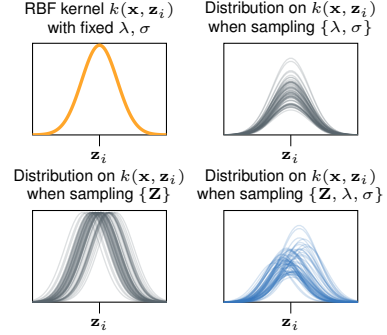 RBF kernel k(x, z_i)
with fixed λ, σ
Distribution on k(x, z_i)
when sampling {λ, σ}
z_i
z_i
Distribution on k(x, z_i)
when sampling {Z}
Distribution on k(x, z_i)
when sampling {Z, λ, σ}
z_i
z_i